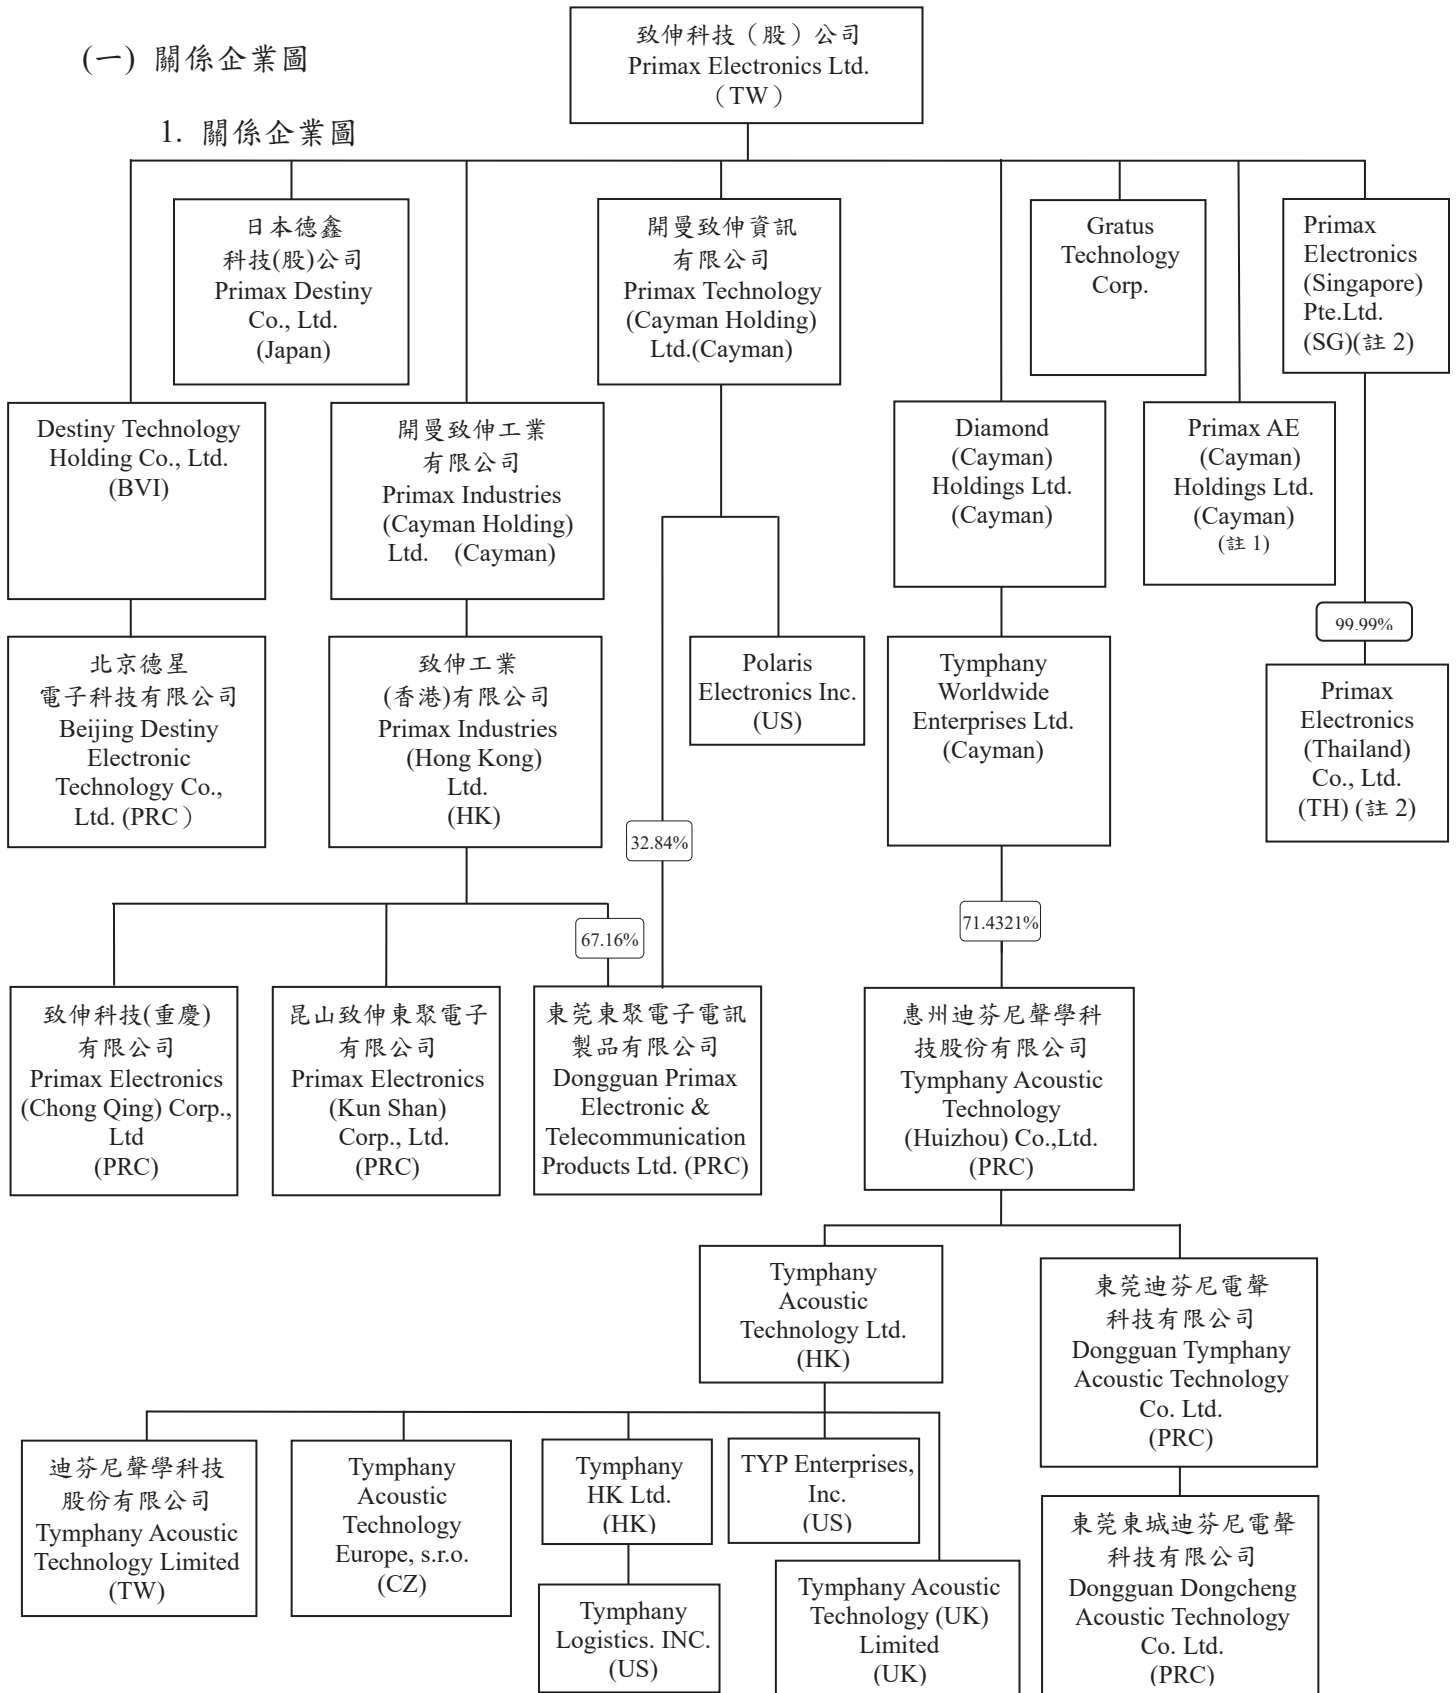 (一) 關係企業圖
致伸科技（股）公司
Primax Electronics Ltd.
（TW）
1. 關係企業圖
日本德鑫
科技(股)公司
Primax Destiny
Co., Ltd.
(Japan)
開曼致伸資訊
有限公司
Primax Technology
(Cayman Holding)
Ltd.(Cayman)
Gratus
Technology
Corp.
Primax
Electronics
(Singapore)
Pte.Ltd.
(SG)(註 2)
Destiny Technology
Holding Co., Ltd.
(BVI)
開曼致伸工業
有限公司
Primax Industries
(Cayman Holding)
Ltd. (Cayman)
Diamond
(Cayman)
Holdings Ltd.
(Cayman)
Primax AE
(Cayman)
Holdings Ltd.
(Cayman)
(註 1)
99.99%
北京德星
電子科技有限公司
Beijing Destiny
Electronic
Technology Co.,
Ltd. (PRC）
致伸工業
(香港)有限公司
Primax Industries
(Hong Kong)
Ltd.
(HK)
Polaris
Electronics Inc.
(US)
Tymphany
Worldwide
Enterprises Ltd.
(Cayman)
Primax
Electronics
(Thailand)
Co., Ltd.
(TH) (註 2)
32.84%
67.16%
71.4321%
致伸科技(重慶)
有限公司
Primax Electronics
(Chong Qing) Corp.,
Ltd
(PRC)
昆山致伸東聚電子
有限公司
Primax Electronics
(Kun Shan)
Corp., Ltd.
(PRC)
東莞東聚電子電訊
製品有限公司
Dongguan Primax
Electronic &
Telecommunication
Products Ltd. (PRC)
惠州迪芬尼聲學科
技股份有限公司
Tymphany Acoustic
Technology
(Huizhou) Co.,Ltd.
(PRC)
Tymphany
Acoustic
Technology Ltd.
(HK)
東莞迪芬尼電聲
科技有限公司
Dongguan Tymphany
Acoustic Technology
Co. Ltd.
(PRC)
迪芬尼聲學科技
股份有限公司
Tymphany Acoustic
Technology Limited
(TW)
Tymphany
Acoustic
Technology
Europe, s.r.o.
(CZ)
Tymphany
HK Ltd.
(HK)
TYP Enterprises,
Inc.
(US)
Tymphany
Logistics. INC.
(US)
Tymphany Acoustic
Technology (UK)
Limited
(UK)
東莞東城迪芬尼電聲
科技有限公司
Dongguan Dongcheng
Acoustic Technology
Co. Ltd.
(PRC)